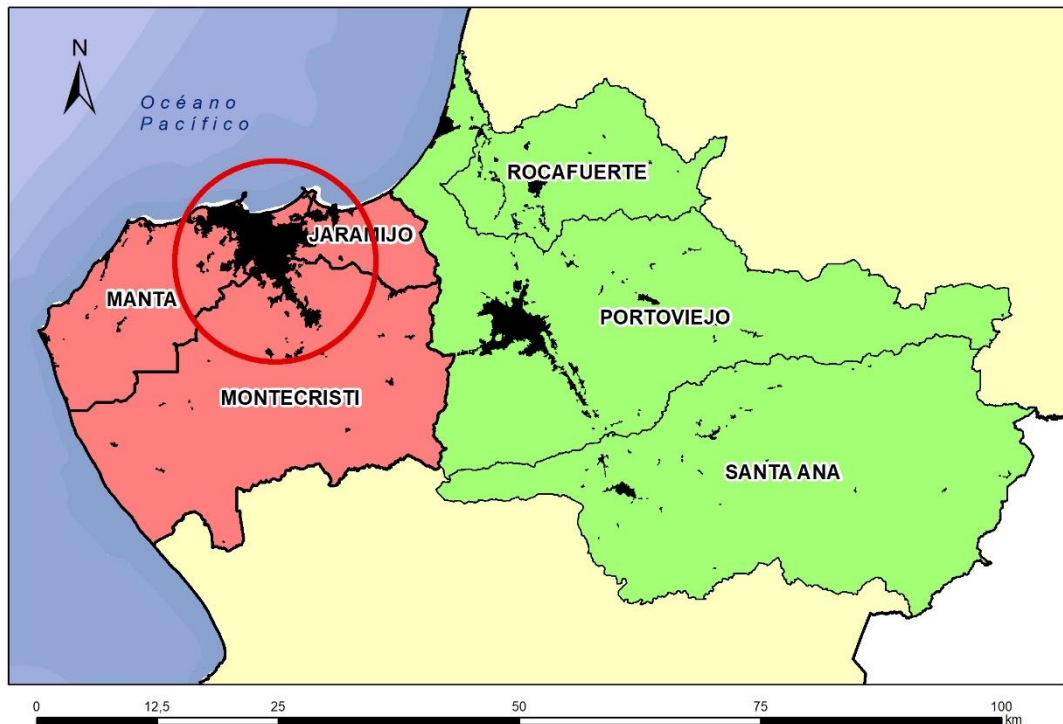 N
Océano
Pacífico
ROCAFUERTE
JARAMIJO
MANTA
PORTOVIEJO
MONTECRISTI
SANTA ANA
0 12,5 25 50 75 100
km